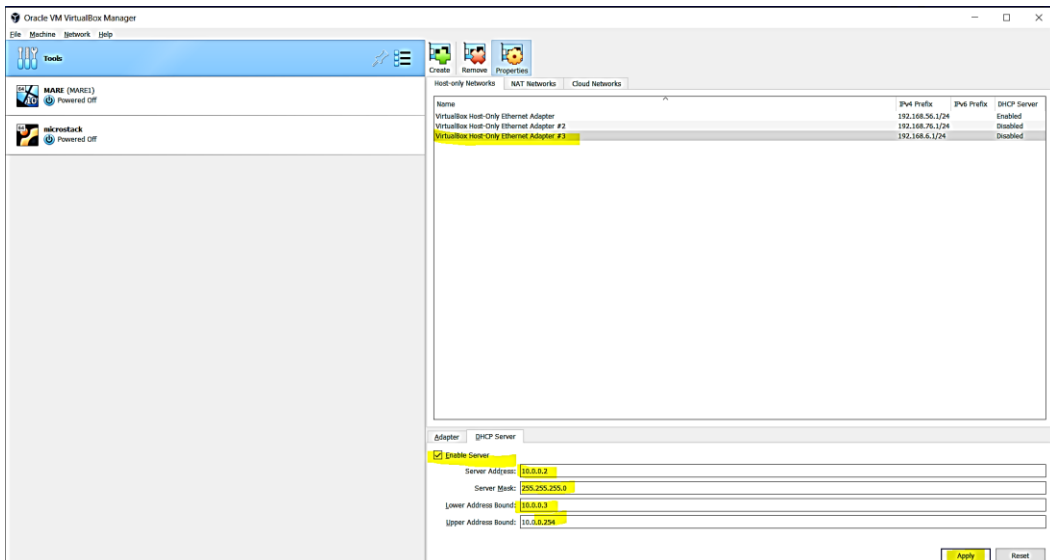 Oracle VM VirtualBox Manager
File Machine Network Help
Tools
Create Remove Properties
MARE (MARE1)
Powered Off
microstack
Powered Off
Host-only Networks NAT Networks Cloud Networks
Name IPv4 Prefix IPv6 Prefix DHCP Server
VirtualBox Host-Only Ethernet Adapter 192.168.56.1/24 Enabled
VirtualBox Host-Only Ethernet Adapter #2 192.168.76.1/24 Disabled
VirtualBox Host-Only Ethernet Adapter #3 192.168.6.1/24 Disabled
Adapter DHCP Server
Enable Server
Server Address: 10.0.0.2
Server Mask: 255.255.255.0
Lower Address Bound: 10.0.0.3
Upper Address Bound: 10.0.0.254
Apply Reset